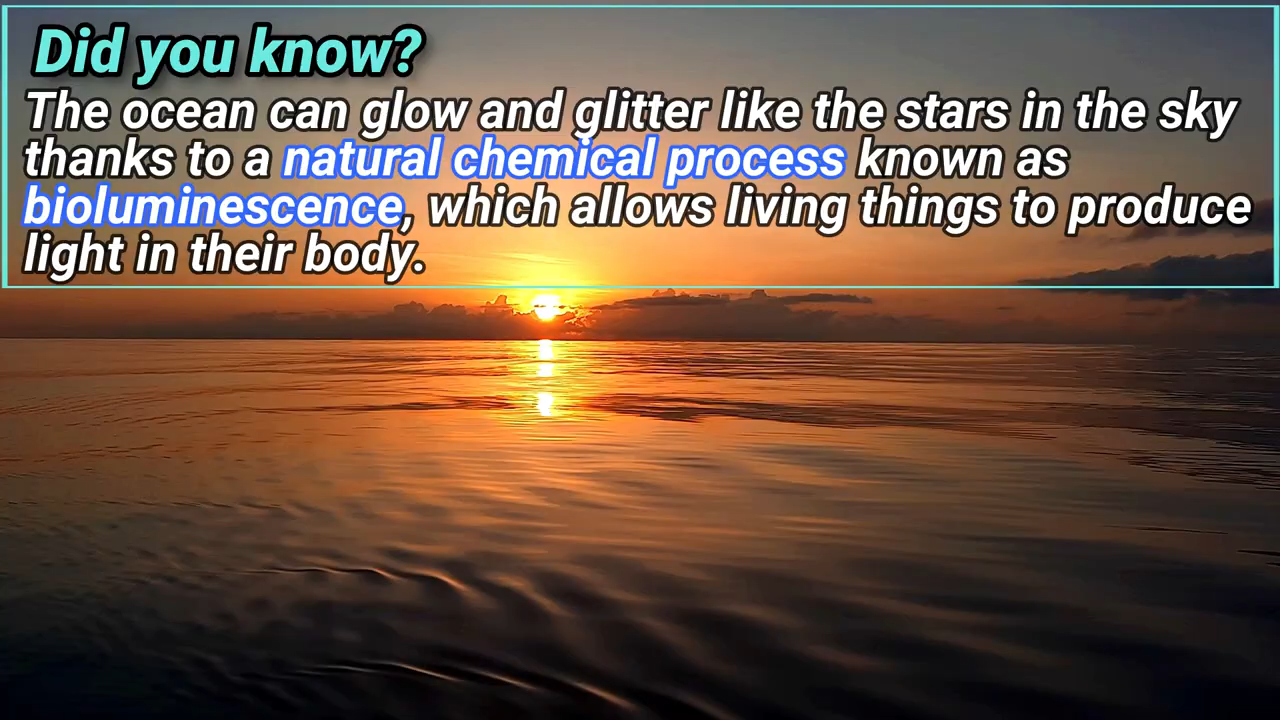 Did you know?
The ocean can glow and glitter like the stars in the sky
thanks to a natural chemical process known as
bioluminescence, which allows living things to produce
light in their body.